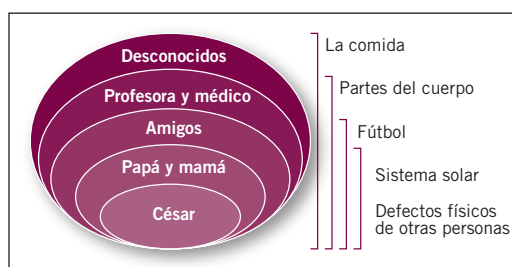 Desconocidos
Profesora y médico
Amigos
Papá y mamá
César
La comida
Partes del cuerpo
Fútbol
Sistema solar
Defectos físicos
de otras personas